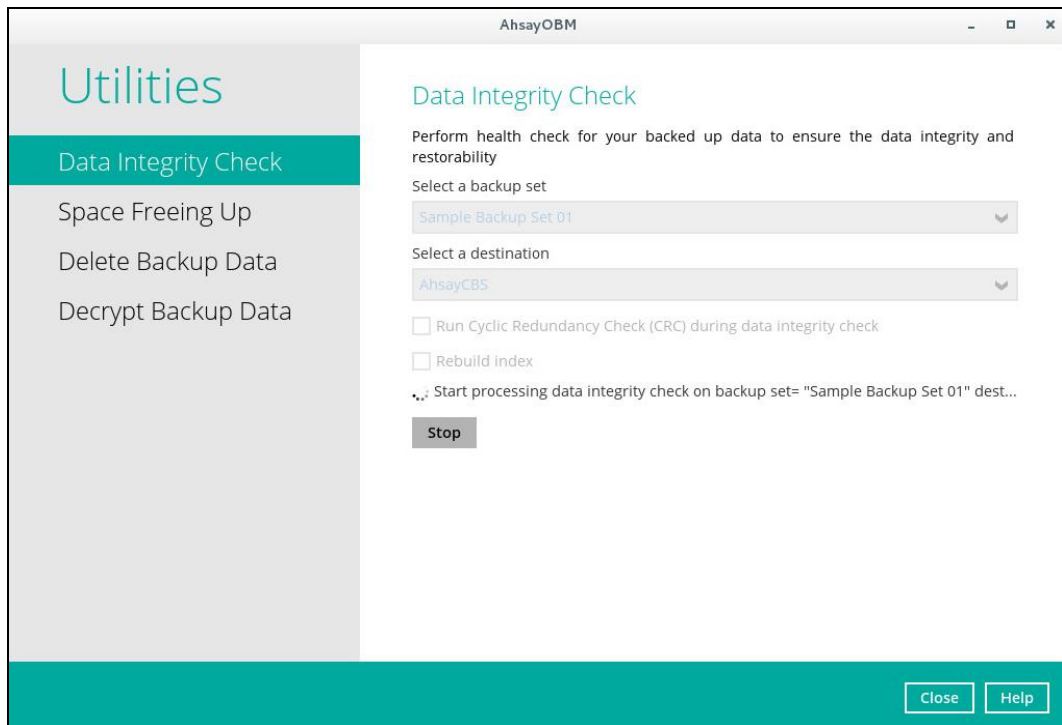 AhsayOBM
Utilities
Data Integrity Check
Space Freeing Up
Delete Backup Data
Decrypt Backup Data
Data Integrity Check
Perform health check for your backed up data to ensure the data integrity and
restorability
Select a backup set
Sample Backup Set 01
Select a destination
AhsayCBS
Run Cyclic Redundancy Check (CRC) during data integrity check
Rebuild index
Start processing data integrity check on backup set= "Sample Backup Set 01" dest...
Stop
Close
Help